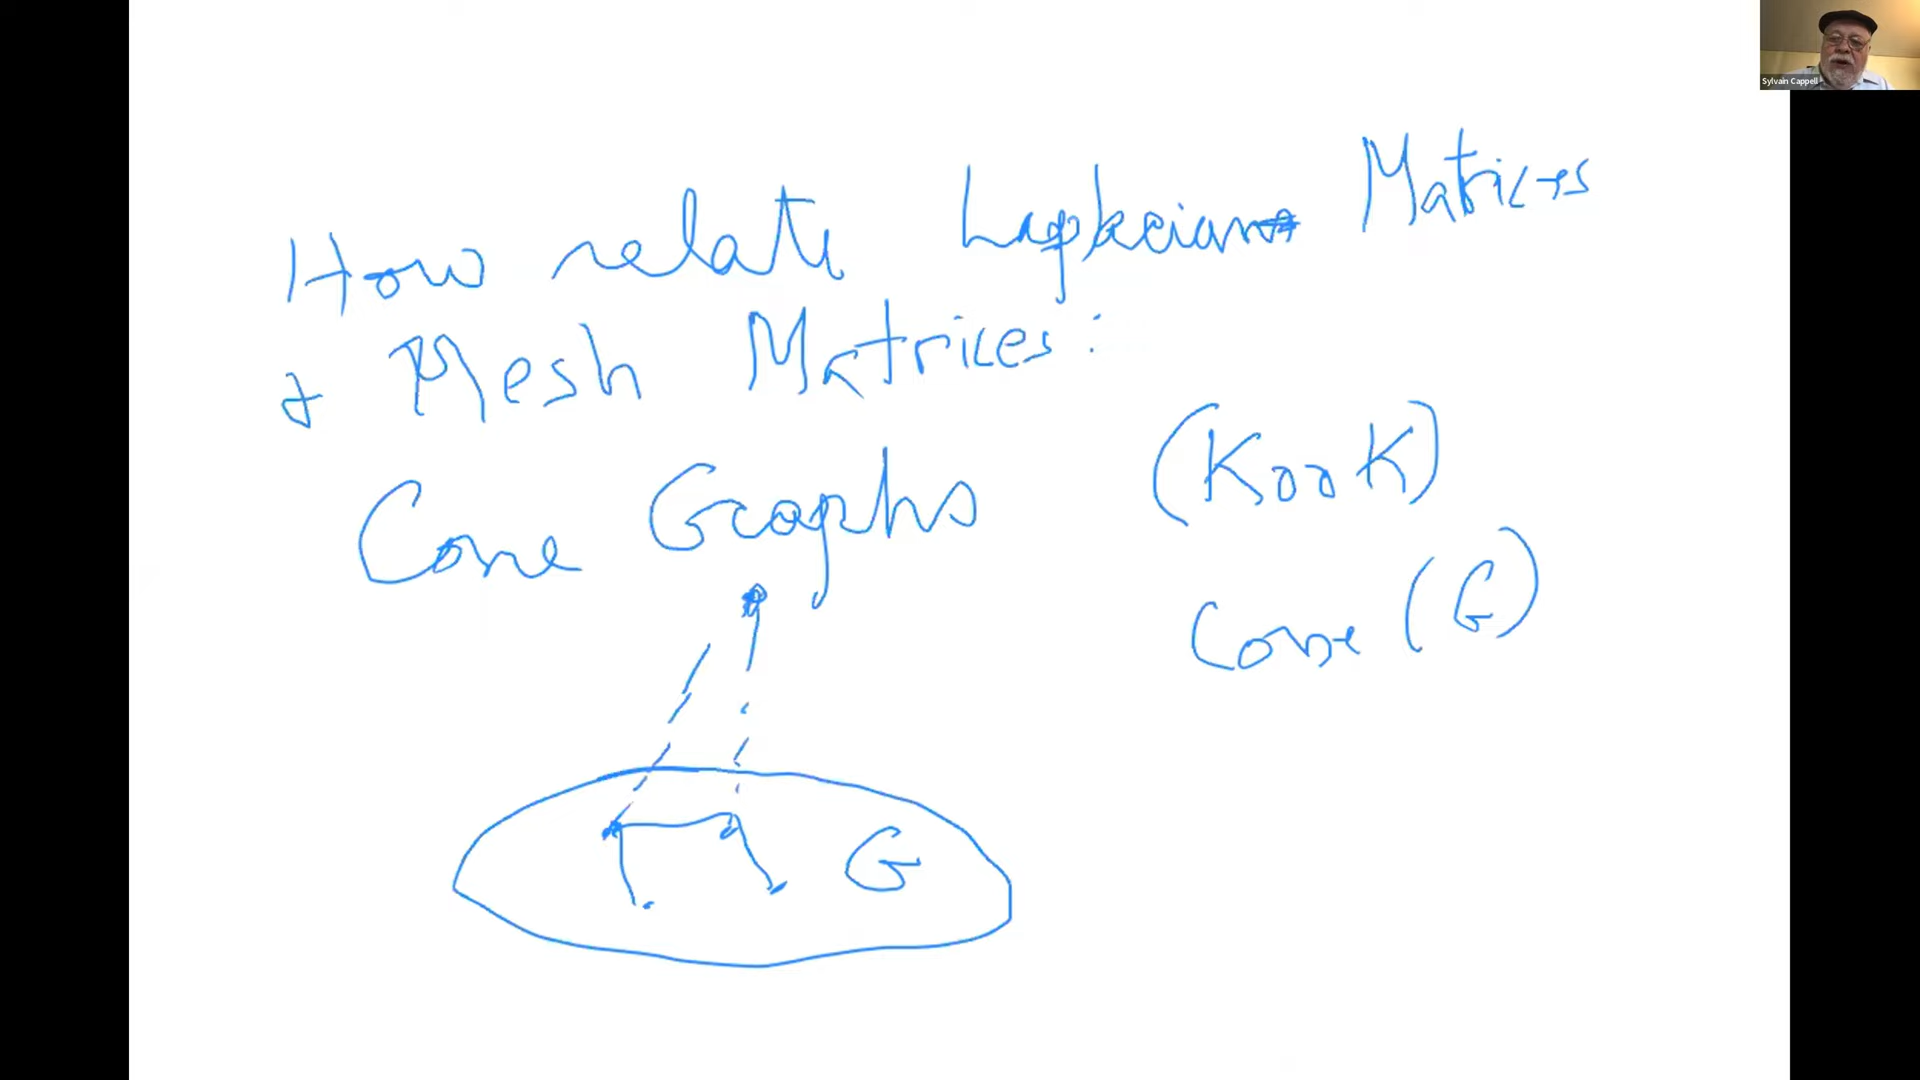 Sylvain Cappell
How relate Laplacian Matrices
& Mesh Matrices:
Cone Graphs (Kook)
Cone (G)
G